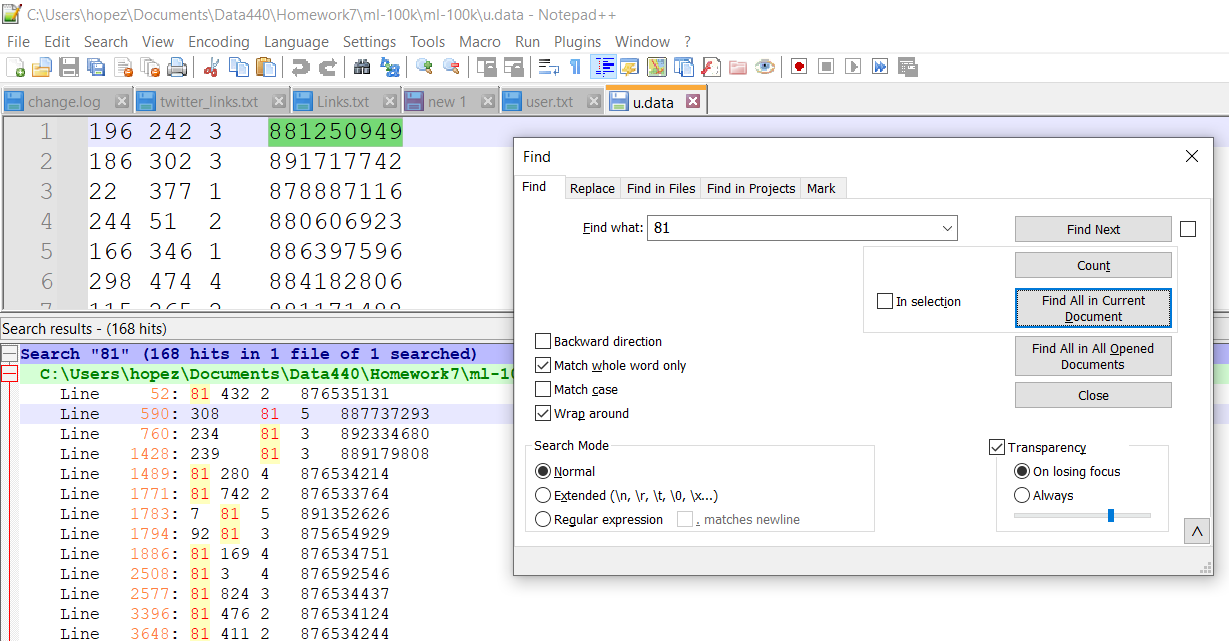 C:\Users\hopez\Documents\Data440\Homework7\ml-100k\ml-100k\u.data - Notepad++
File Edit Search View Encoding Language Settings Tools Macro Run Plugins Window ?
change.log twitter_links.txt Links.txt new 1 user.txt u.data
1 196 242 3 881250949
2 186 302 3 891717742
3 22 377 1 878887116
4 244 51 2 880606923
5 166 346 1 886397596
6 298 474 4 884182806
Find
Find Replace Find in Files Find in Projects Mark
Find what: 81 Find Next
Count
In selection Find All in Current Document
Backward direction
Match whole word only Find All in All Opened Documents
Match case
Wrap around Close
Search Mode
Normal
Extended (\n, \r, \t, \0, \x...)
Regular expression . matches newline
Transparency
On losing focus
Always
Search results - (168 hits)
Search "81" (168 hits in 1 file of 1 searched)
C:\Users\hopez\Documents\Data440\Homework7\ml-10
Line 52: 81 432 2 876535131
Line 590: 308 81 5 887737293
Line 760: 234 81 3 892334680
Line 1428: 239 81 3 889179808
Line 1489: 81 280 4 876534214
Line 1771: 81 742 2 876533764
Line 1783: 7 81 5 891352626
Line 1794: 92 81 3 875654929
Line 1886: 81 169 4 876534751
Line 2508: 81 3 4 876592546
Line 2577: 81 824 3 876534437
Line 3396: 81 476 2 876534124
Line 3648: 81 411 2 876534244